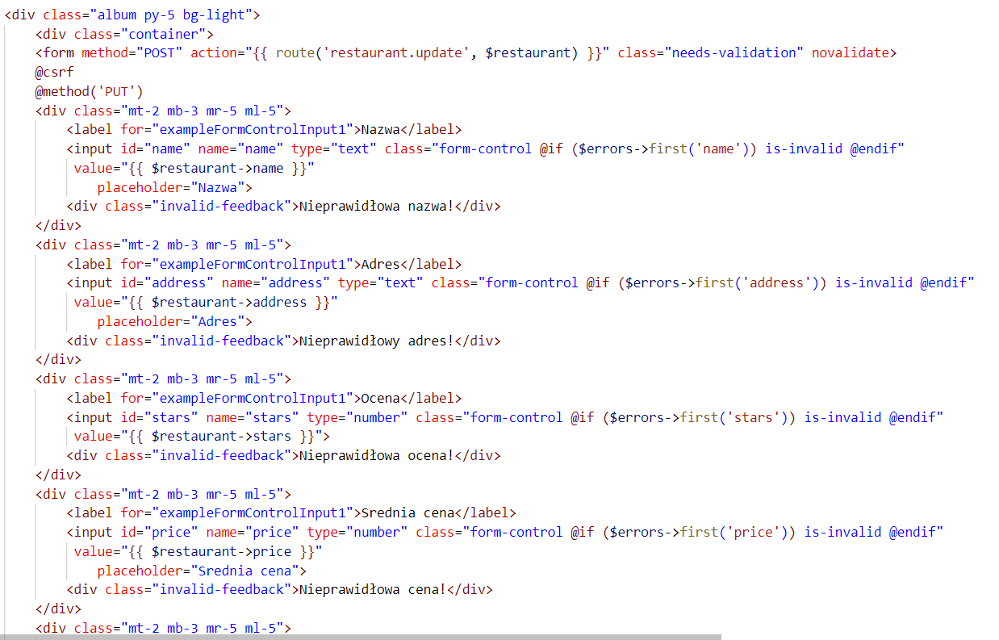 <div class="album py-5 bg-light">
<div class="container">
<form method="POST" action="{{ route('restaurant.update', $restaurant) }}" class="needs-validation" novalidate>
@csrf
@method('PUT')
<div class="mt-2 mb-3 mr-5 ml-5">
<label for="exampleFormControlInput1">Nazwa</label>
<input id="name" name="name" type="text" class="form-control @if ($errors->first('name')) is-invalid @endif"
value="{{ $restaurant->name }}"
placeholder="Nazwa">
<div class="invalid-feedback">Nieprawidłowa nazwa!</div>
</div>
<div class="mt-2 mb-3 mr-5 ml-5">
<label for="exampleFormControlInput1">Adres</label>
<input id="address" name="address" type="text" class="form-control @if ($errors->first('address')) is-invalid @endif"
value="{{ $restaurant->address }}"
placeholder="Adres">
<div class="invalid-feedback">Nieprawidłowy adres!</div>
</div>
<div class="mt-2 mb-3 mr-5 ml-5">
<label for="exampleFormControlInput1">Ocena</label>
<input id="stars" name="stars" type="number" class="form-control @if ($errors->first('stars')) is-invalid @endif"
value="{{ $restaurant->stars }}">
<div class="invalid-feedback">Nieprawidłowa ocena!</div>
</div>
<div class="mt-2 mb-3 mr-5 ml-5">
<label for="exampleFormControlInput1">Srednia cena</label>
<input id="price" name="price" type="number" class="form-control @if ($errors->first('price')) is-invalid @endif"
value="{{ $restaurant->price }}"
placeholder="Srednia cena">
<div class="invalid-feedback">Nieprawidłowa cena!</div>
</div>
<div class="mt-2 mb-3 mr-5 ml-5">